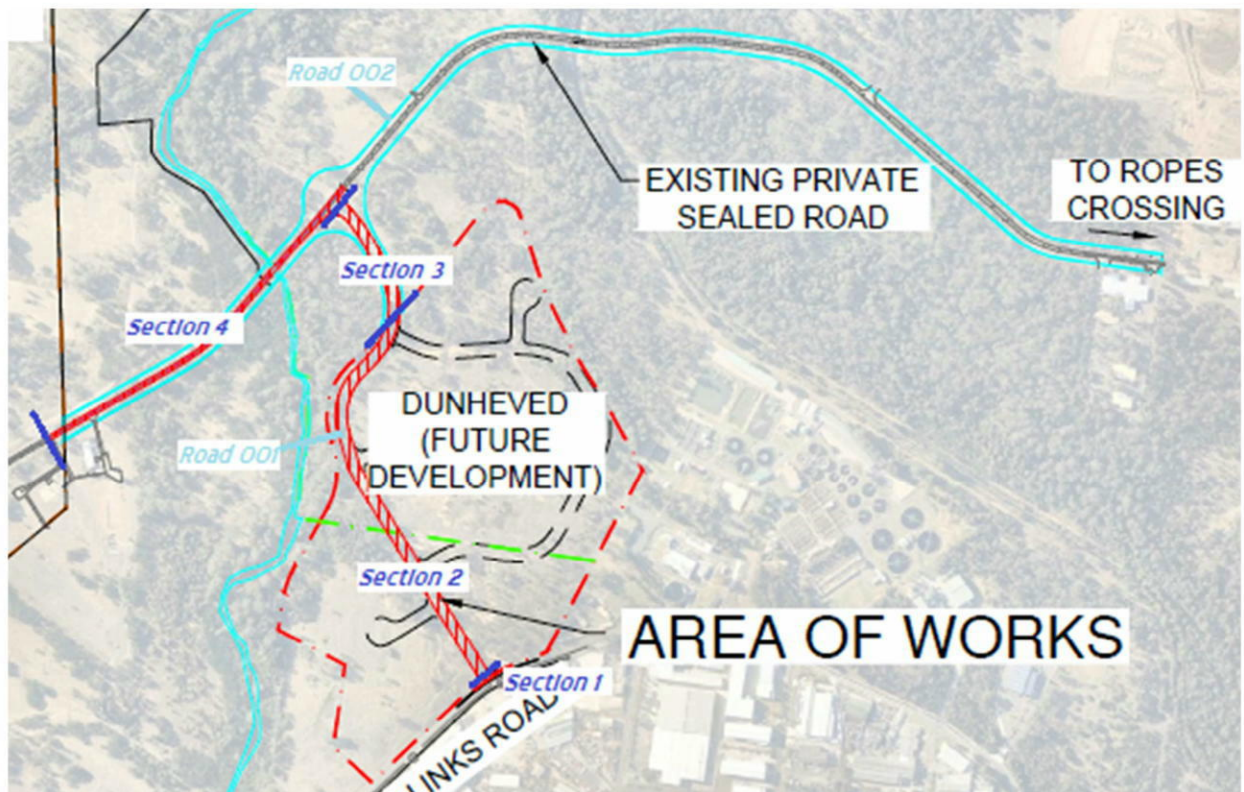 Road 002
EXISTING PRIVATE
SEALED ROAD
TO ROPES
CROSSING
Section 3
Section 4
DUNHEVED
(FUTURE
DEVELOPMENT)
Road 001
Section 2
AREA OF WORKS
Section 1
LINKS ROAD